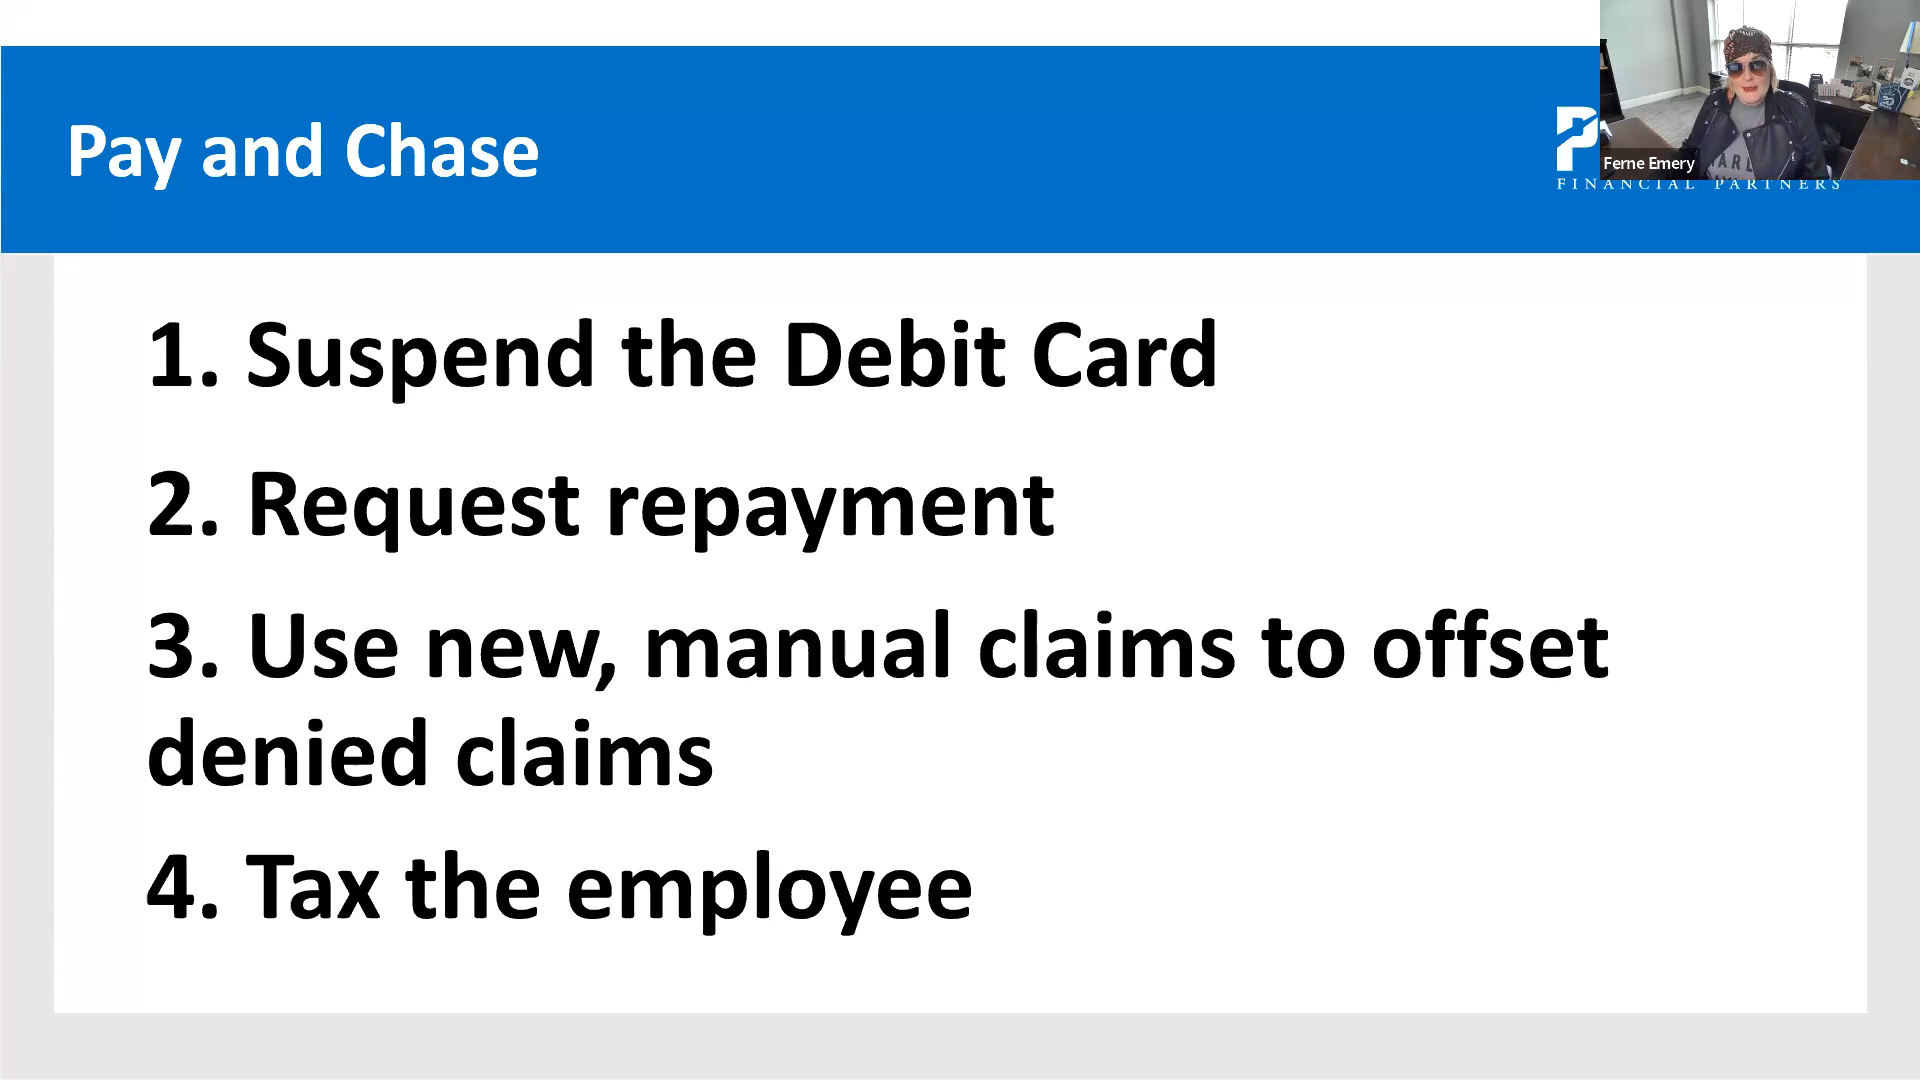 Pay and Chase
P
FINANCIAL PARTNERS
Ferne Emery
1. Suspend the Debit Card
2. Request repayment
3. Use new, manual claims to offset
denied claims
4. Tax the employee